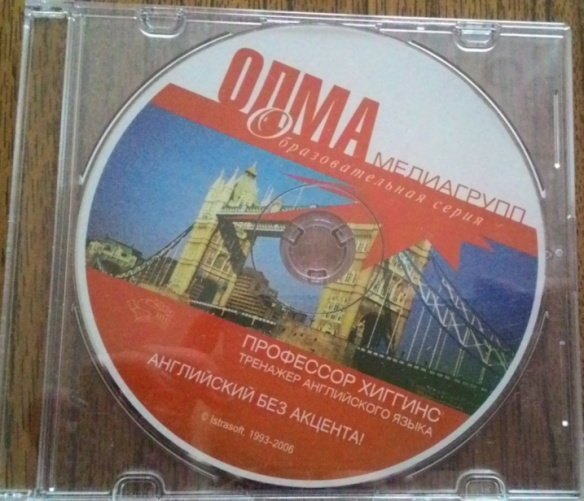 ОЛМА
МЕДИАГРУПП
Образовательная серия
ПРОФЕССОР ХИГГИНС
ТРЕНАЖЕР АНГЛИЙСКОГО ЯЗЫКА
АНГЛИЙСКИЙ БЕЗ АКЦЕНТА!
© Istrasoft, 1993-2006